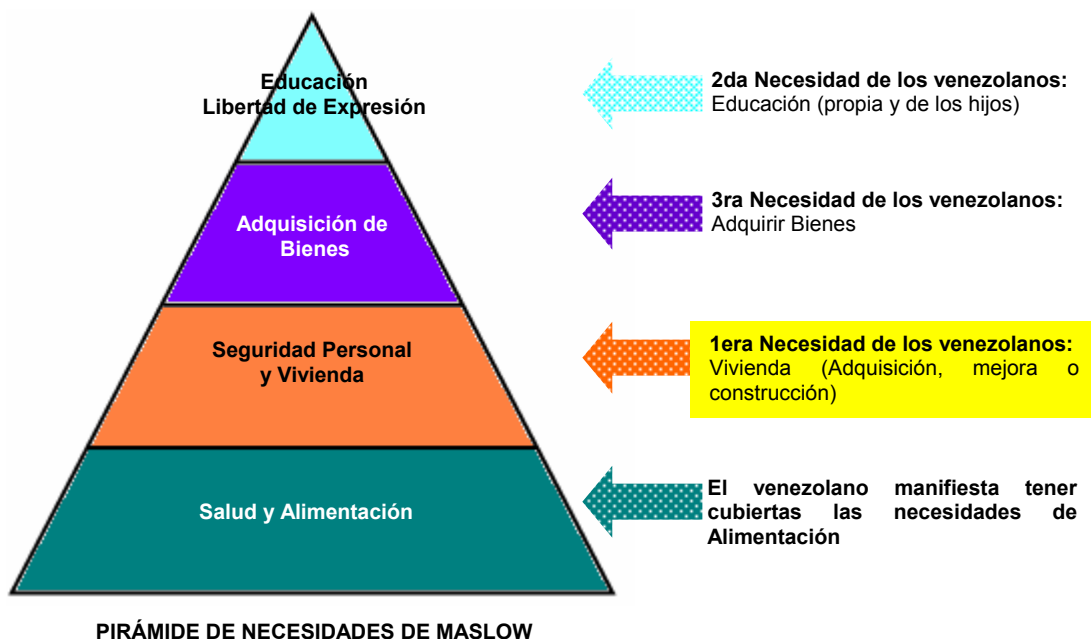 Educación
Libertad de Expresión
2da Necesidad de los venezolanos:
Educación (propia y de los hijos)
Adquisición de
Bienes
3ra Necesidad de los venezolanos:
Adquirir Bienes
Seguridad Personal
y Vivienda
1era Necesidad de los venezolanos:
Vivienda (Adquisición, mejora o
construcción)
Salud y Alimentación
El venezolano manifiesta tener
cubiertas las necesidades de
Alimentación
PIRÁMIDE DE NECESIDADES DE MASLOW